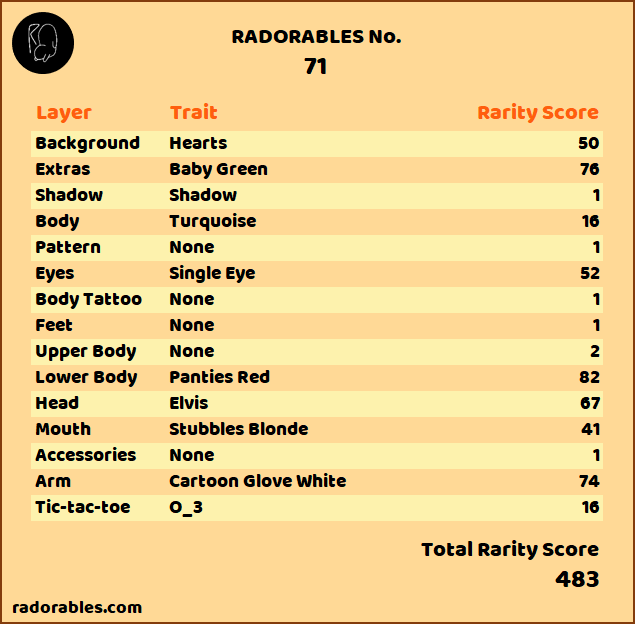 RADORABLES No.
71
Layer Trait Rarity Score
Background Hearts 50
Extras Baby Green 76
Shadow Shadow 1
Body Turquoise 16
Pattern None 1
Eyes Single Eye 52
Body Tattoo None 1
Feet None 1
Upper Body None 2
Lower Body Panties Red 82
Head Elvis 67
Mouth Stubbles Blonde 41
Accessories None 1
Arm Cartoon Glove White 74
Tic-tac-toe O_3 16
Total Rarity Score
483
radorables.com